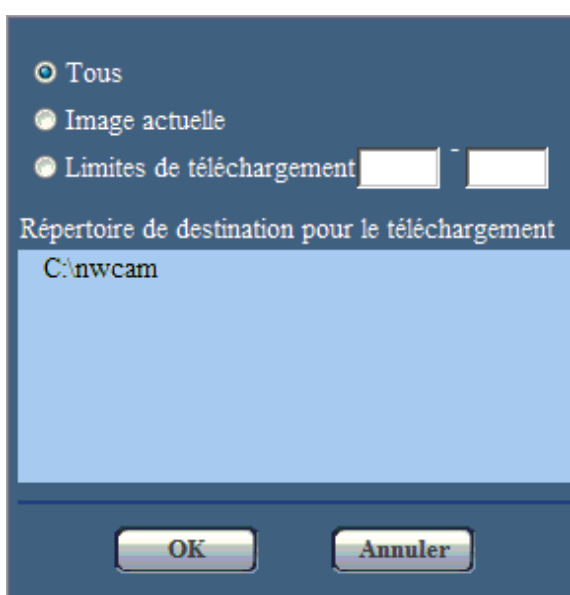 Tous
Image actuelle
Limites de téléchargement -
Répertoire de destination pour le téléchargement
C:\nwcam
OK Annuler